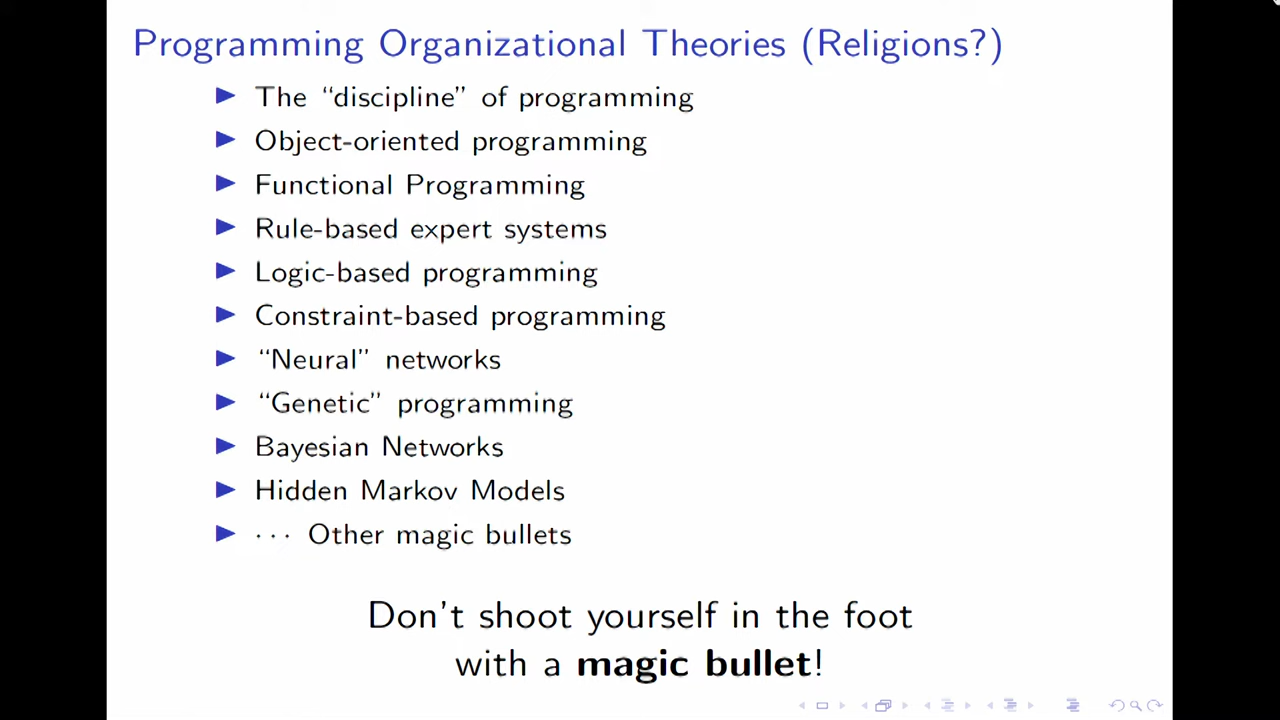 Programming Organizational Theories (Religions?)
The “discipline” of programming
Object-oriented programming
Functional Programming
Rule-based expert systems
Logic-based programming
Constraint-based programming
“Neural” networks
“Genetic” programming
Bayesian Networks
Hidden Markov Models
· · · Other magic bullets
Don't shoot yourself in the foot
with a magic bullet!